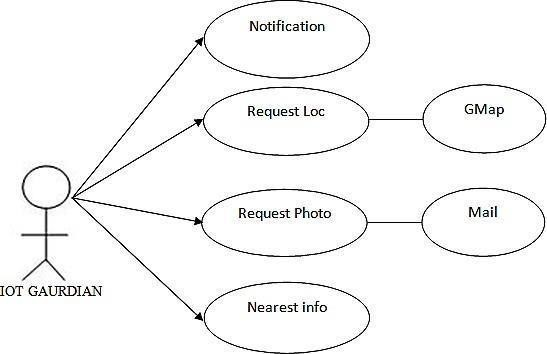 Notification
Request Loc
GMap
Request Photo
Mail
IOT GAURDIAN
Nearest info